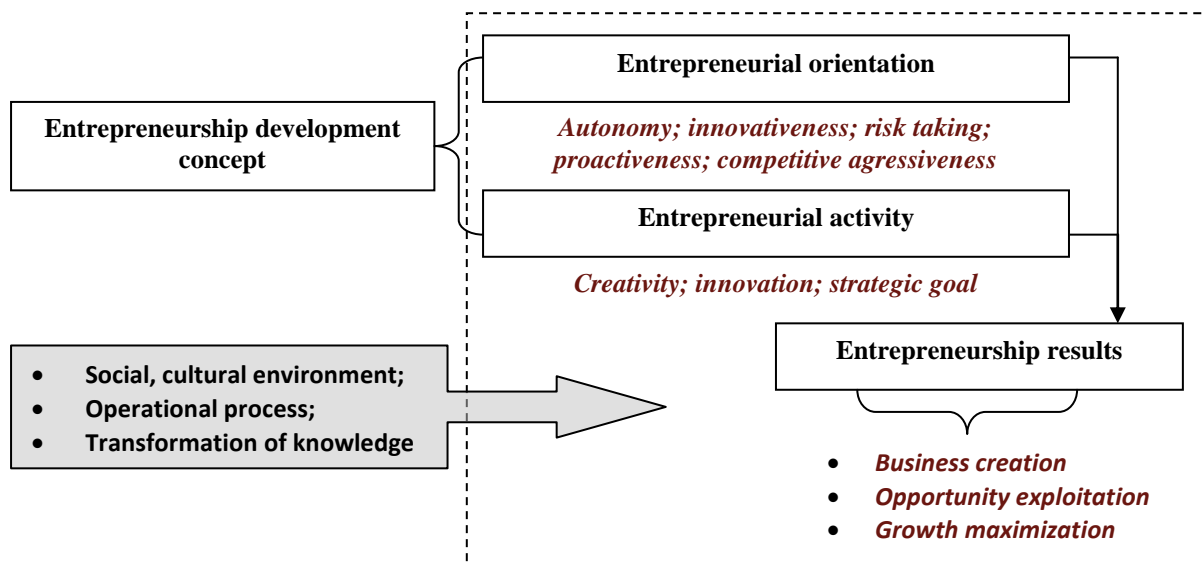 Entrepreneurial orientation
Entrepreneurship development
concept
Autonomy; innovativeness; risk taking;
proactiveness; competitive agressiveness
Entrepreneurial activity
Creativity; innovation; strategic goal
Entrepreneurship results
• Social, cultural environment;
• Operational process;
• Transformation of knowledge
• Business creation
• Opportunity exploitation
• Growth maximization